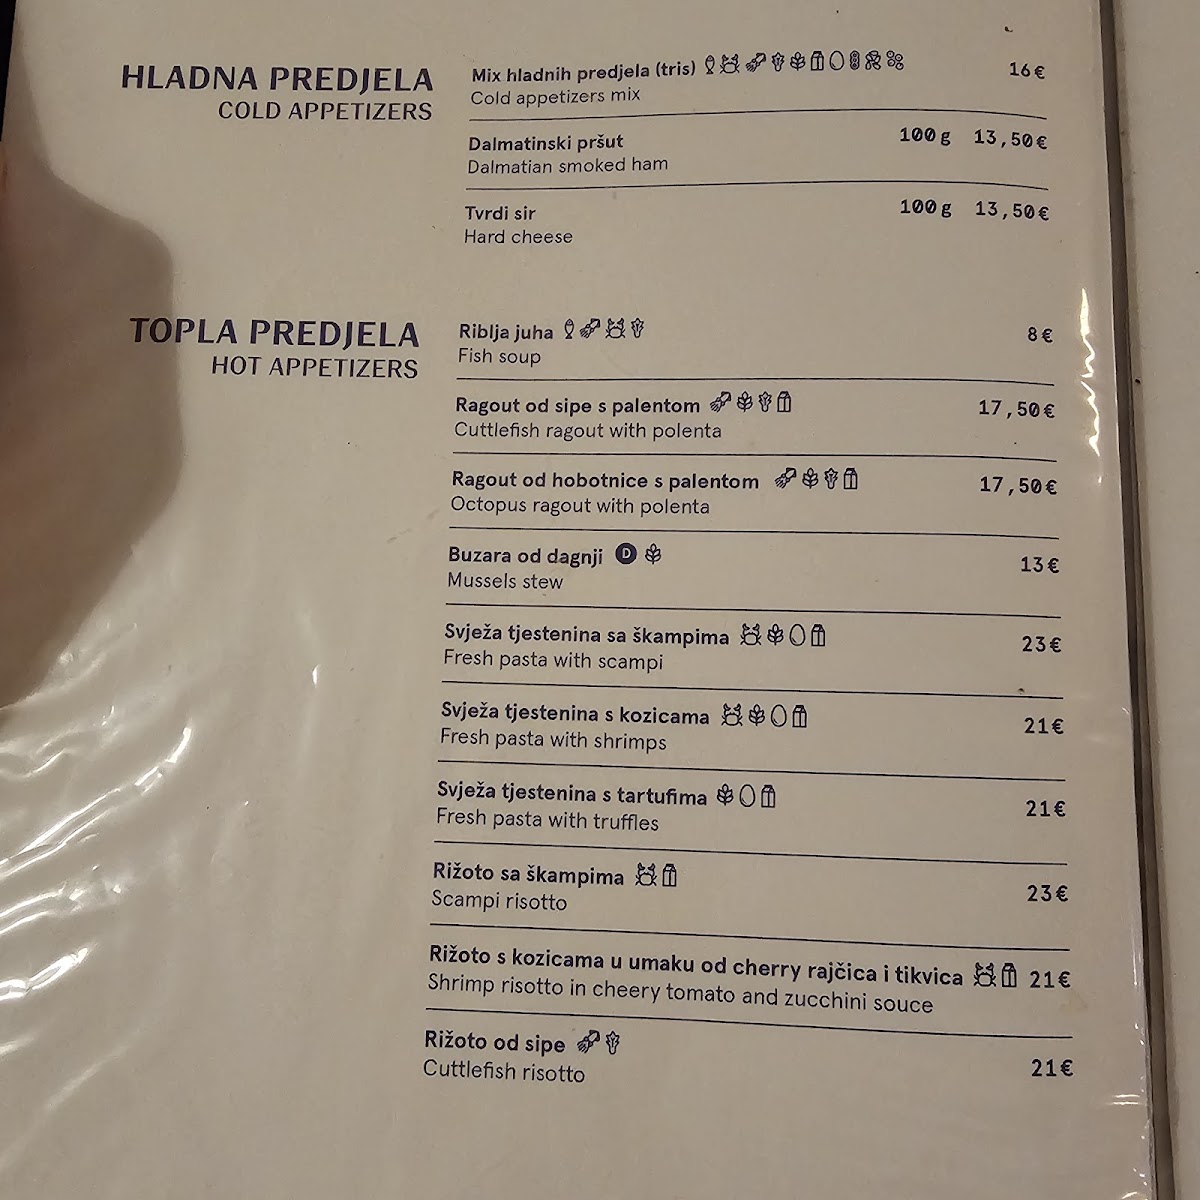 HLADNA PREDJELA
COLD APPETIZERS
Mix hladnih predjela (tris) 16€
Cold appetizers mix
Dalmatinski pršut 100g 13,50€
Dalmatian smoked ham
Tvrdi sir 100g 13,50€
Hard cheese
TOPLA PREDJELA
HOT APPETIZERS
Riblja juha 8€
Fish soup
Ragout od sipe s palentom 17,50€
Cuttlefish ragout with polenta
Ragout od hobotnice s palentom 17,50€
Octopus ragout with polenta
Buzara od dagnji D 13€
Mussels stew
Svježa tjestenina sa škampima 23€
Fresh pasta with scampi
Svježa tjestenina s kozicama 21€
Fresh pasta with shrimps
Svježa tjestenina s tartufima 21€
Fresh pasta with truffles
Rižoto sa škampima 23€
Scampi risotto
Rižoto s kozicama u umaku od cherry rajčica i tikvica 21€
Shrimp risotto in cheery tomato and zucchini souce
Rižoto od sipe 21€
Cuttlefish risotto